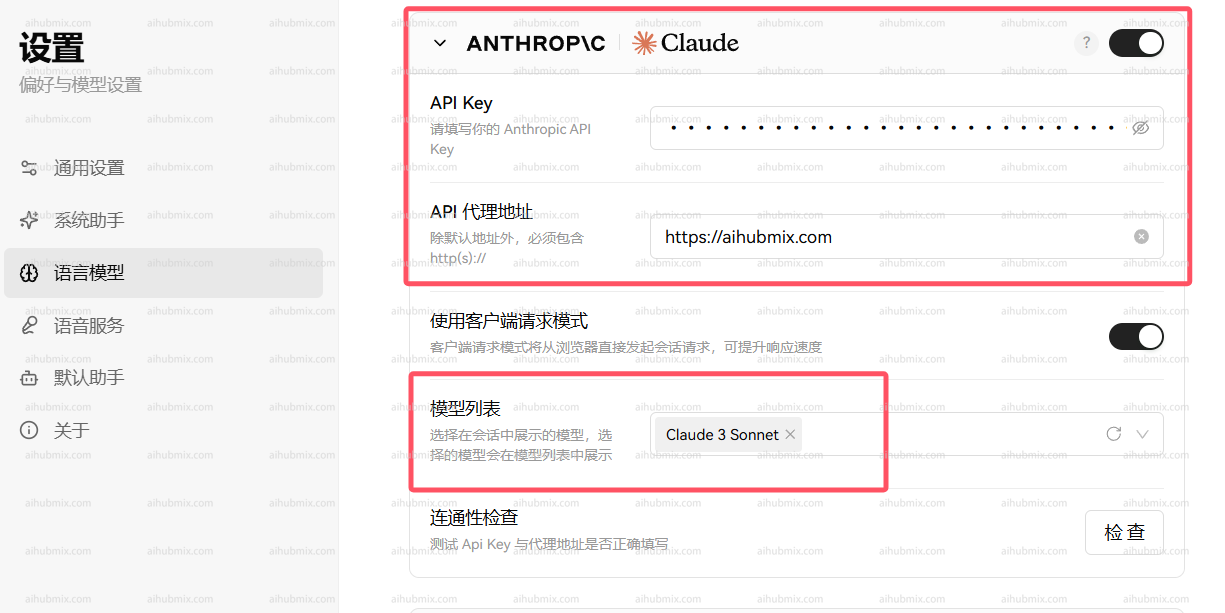 设置
偏好与模型设置
通用设置
系统助手
语言模型
语音服务
默认助手
关于
ANTHROP\C Claude
?
API Key
请填写你的 Anthropic API
Key
API 代理地址
除默认地址外，必须包含
http(s)://
https://aihubmix.com
使用客户端请求模式
客户端请求模式将从浏览器直接发起会话请求，可提升响应速度
模型列表
选择在会话中展示的模型，选
择的模型会在模型列表中展示
Claude 3 Sonnet
连通性检查
测试 Api Key 与代理地址是否正确填写
检 查
aihubmix.com